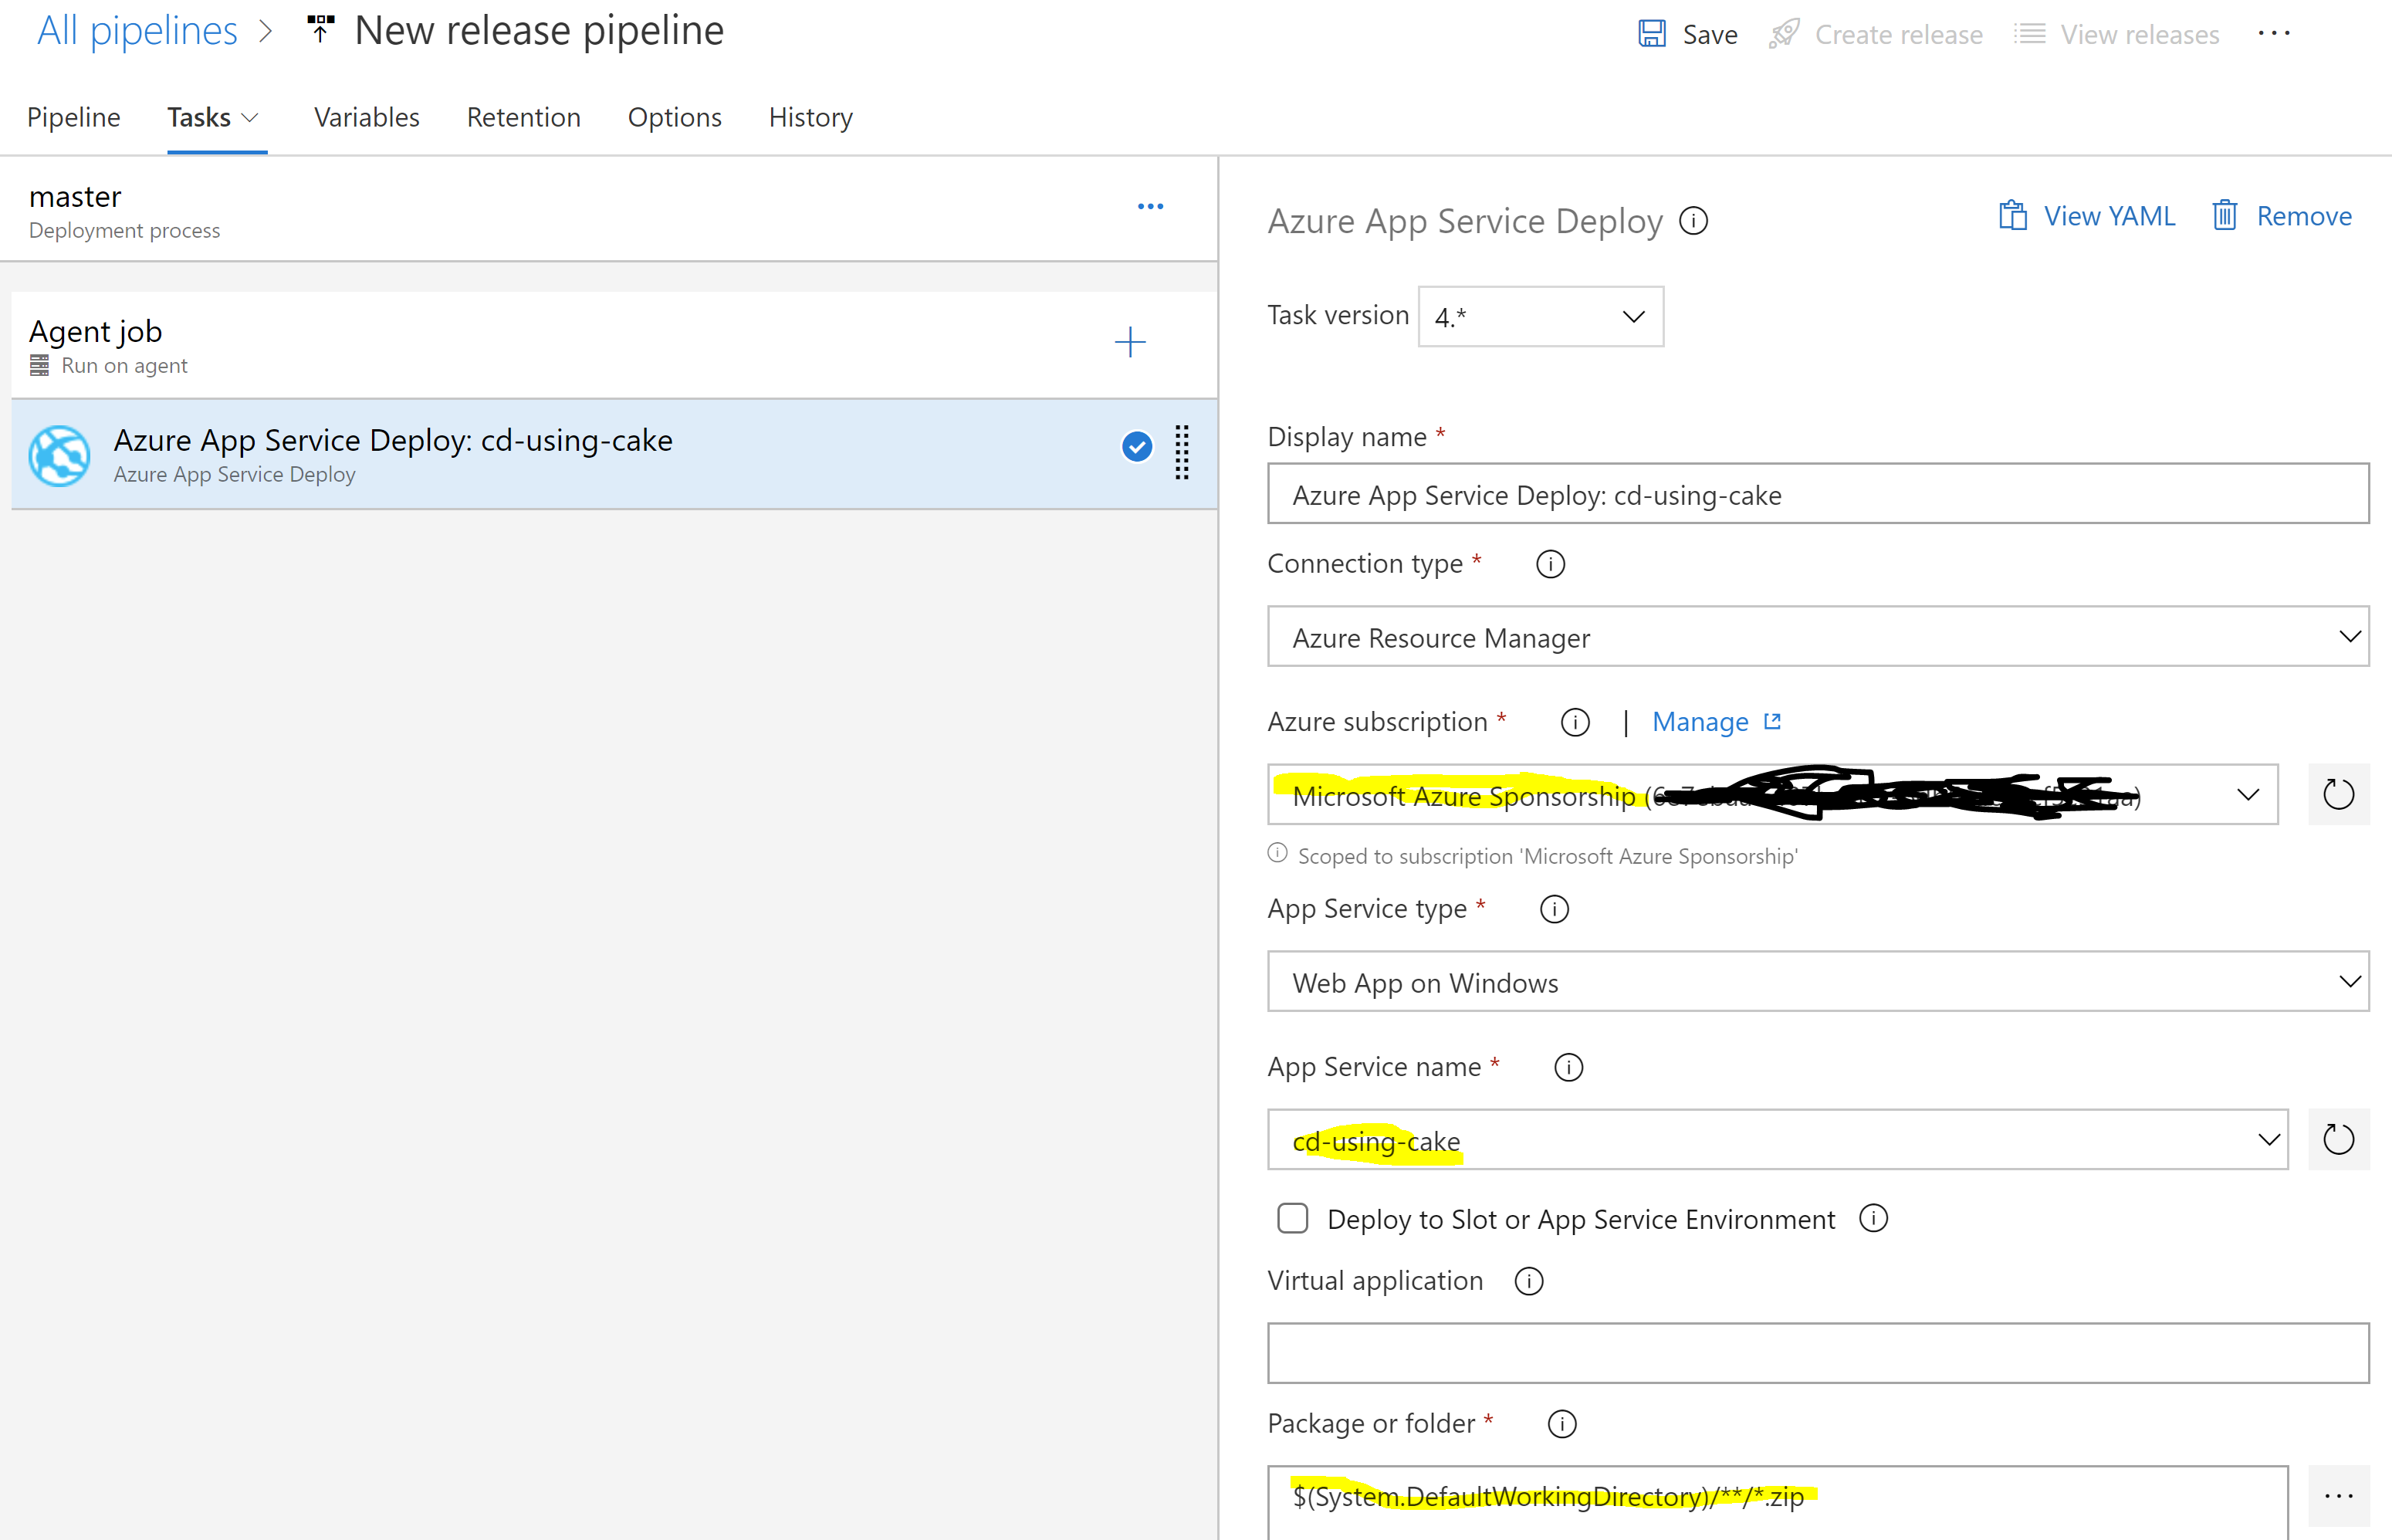 All pipelines > New release pipeline
Save Create release View releases ...
Pipeline Tasks Variables Retention Options History
master
Deployment process
Agent job
Run on agent
Azure App Service Deploy: cd-using-cake
Azure App Service Deploy
Azure App Service Deploy
View YAML Remove
Task version 4.*
Display name *
Azure App Service Deploy: cd-using-cake
Connection type *
Azure Resource Manager
Azure subscription * | Manage
Microsoft Azure Sponsorship (
Scoped to subscription 'Microsoft Azure Sponsorship'
App Service type *
Web App on Windows
App Service name *
cd-using-cake
Deploy to Slot or App Service Environment
Virtual application
Package or folder *
$(System.DefaultWorkingDirectory)/**/*.zip